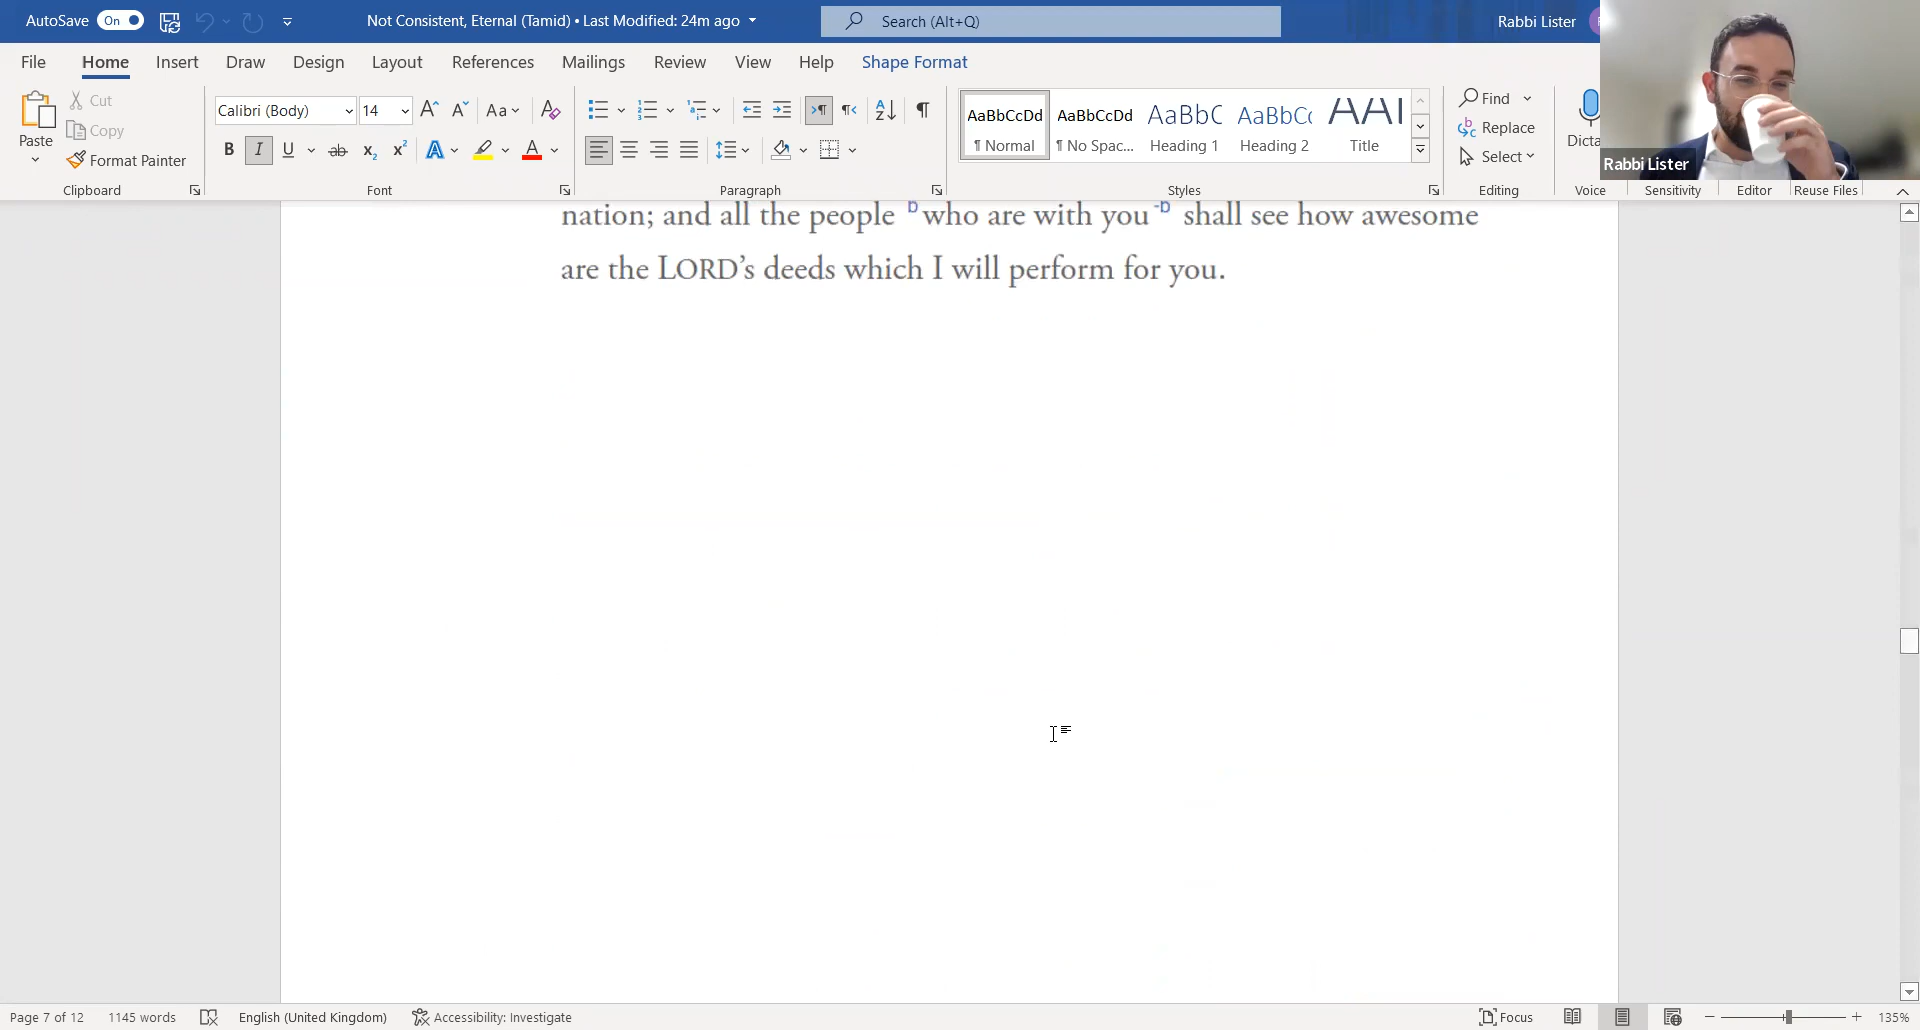 AutoSave On Not Consistent, Eternal (Tamid) • Last Modified: 24m ago Search (Alt+Q) Rabbi Lister
File Home Insert Draw Design Layout References Mailings Review View Help Shape Format
Paste Cut Copy Format Painter
Calibri (Body) 14
AaBbCcDd ¶ Normal AaBbCcDd ¶ No Spac... AaBbC Heading 1 AaBbCc Heading 2 AAI Title
Find Replace Select
Rabbi Lister
Clipboard Font Paragraph Styles Editing Voice Sensitivity Editor Reuse Files
nation; and all the people b who are with you -b shall see how awesome
are the LORD’s deeds which I will perform for you.
Page 7 of 12 1145 words English (United Kingdom) Accessibility: Investigate Focus 135%